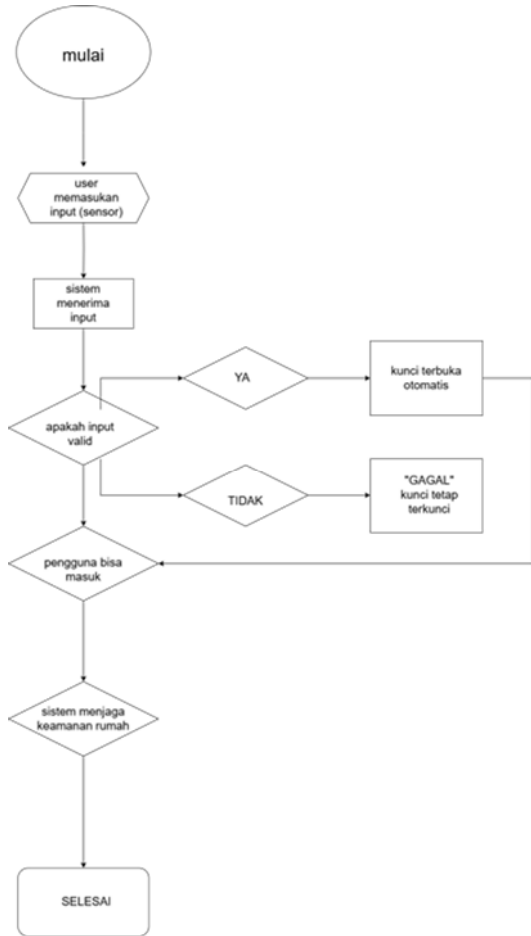 mulai
user
memasukan
input (sensor)
sistem
menerima
input
YA
kunci terbuka
otomatis
apakah input
valid
TIDAK
"GAGAL"
kunci tetap
terkunci
pengguna bisa
masuk
sistem menjaga
keamanan rumah
SELESAI